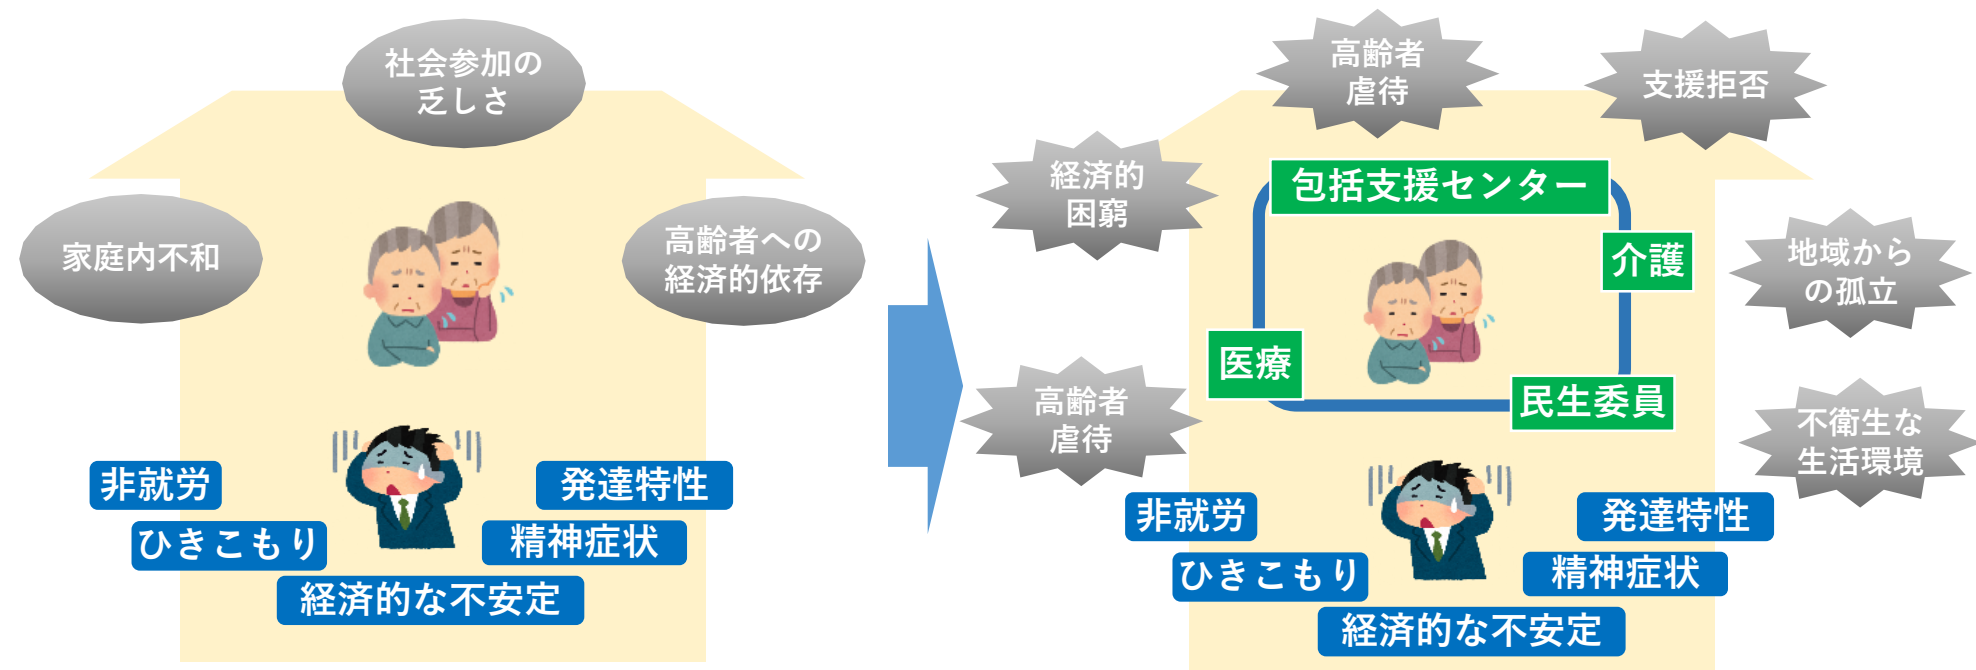 社会参加の
乏しさ
家庭内不和
高齢者への
経済的依存
非就労
発達特性
ひきこもり
精神症状
経済的な不安定
高齢者
虐待
支援拒否
経済的
困窮
包括支援センター
介護
地域から
の孤立
医療
民生委員
高齢者
虐待
不衛生な
生活環境
非就労
発達特性
ひきこもり
精神症状
経済的な不安定